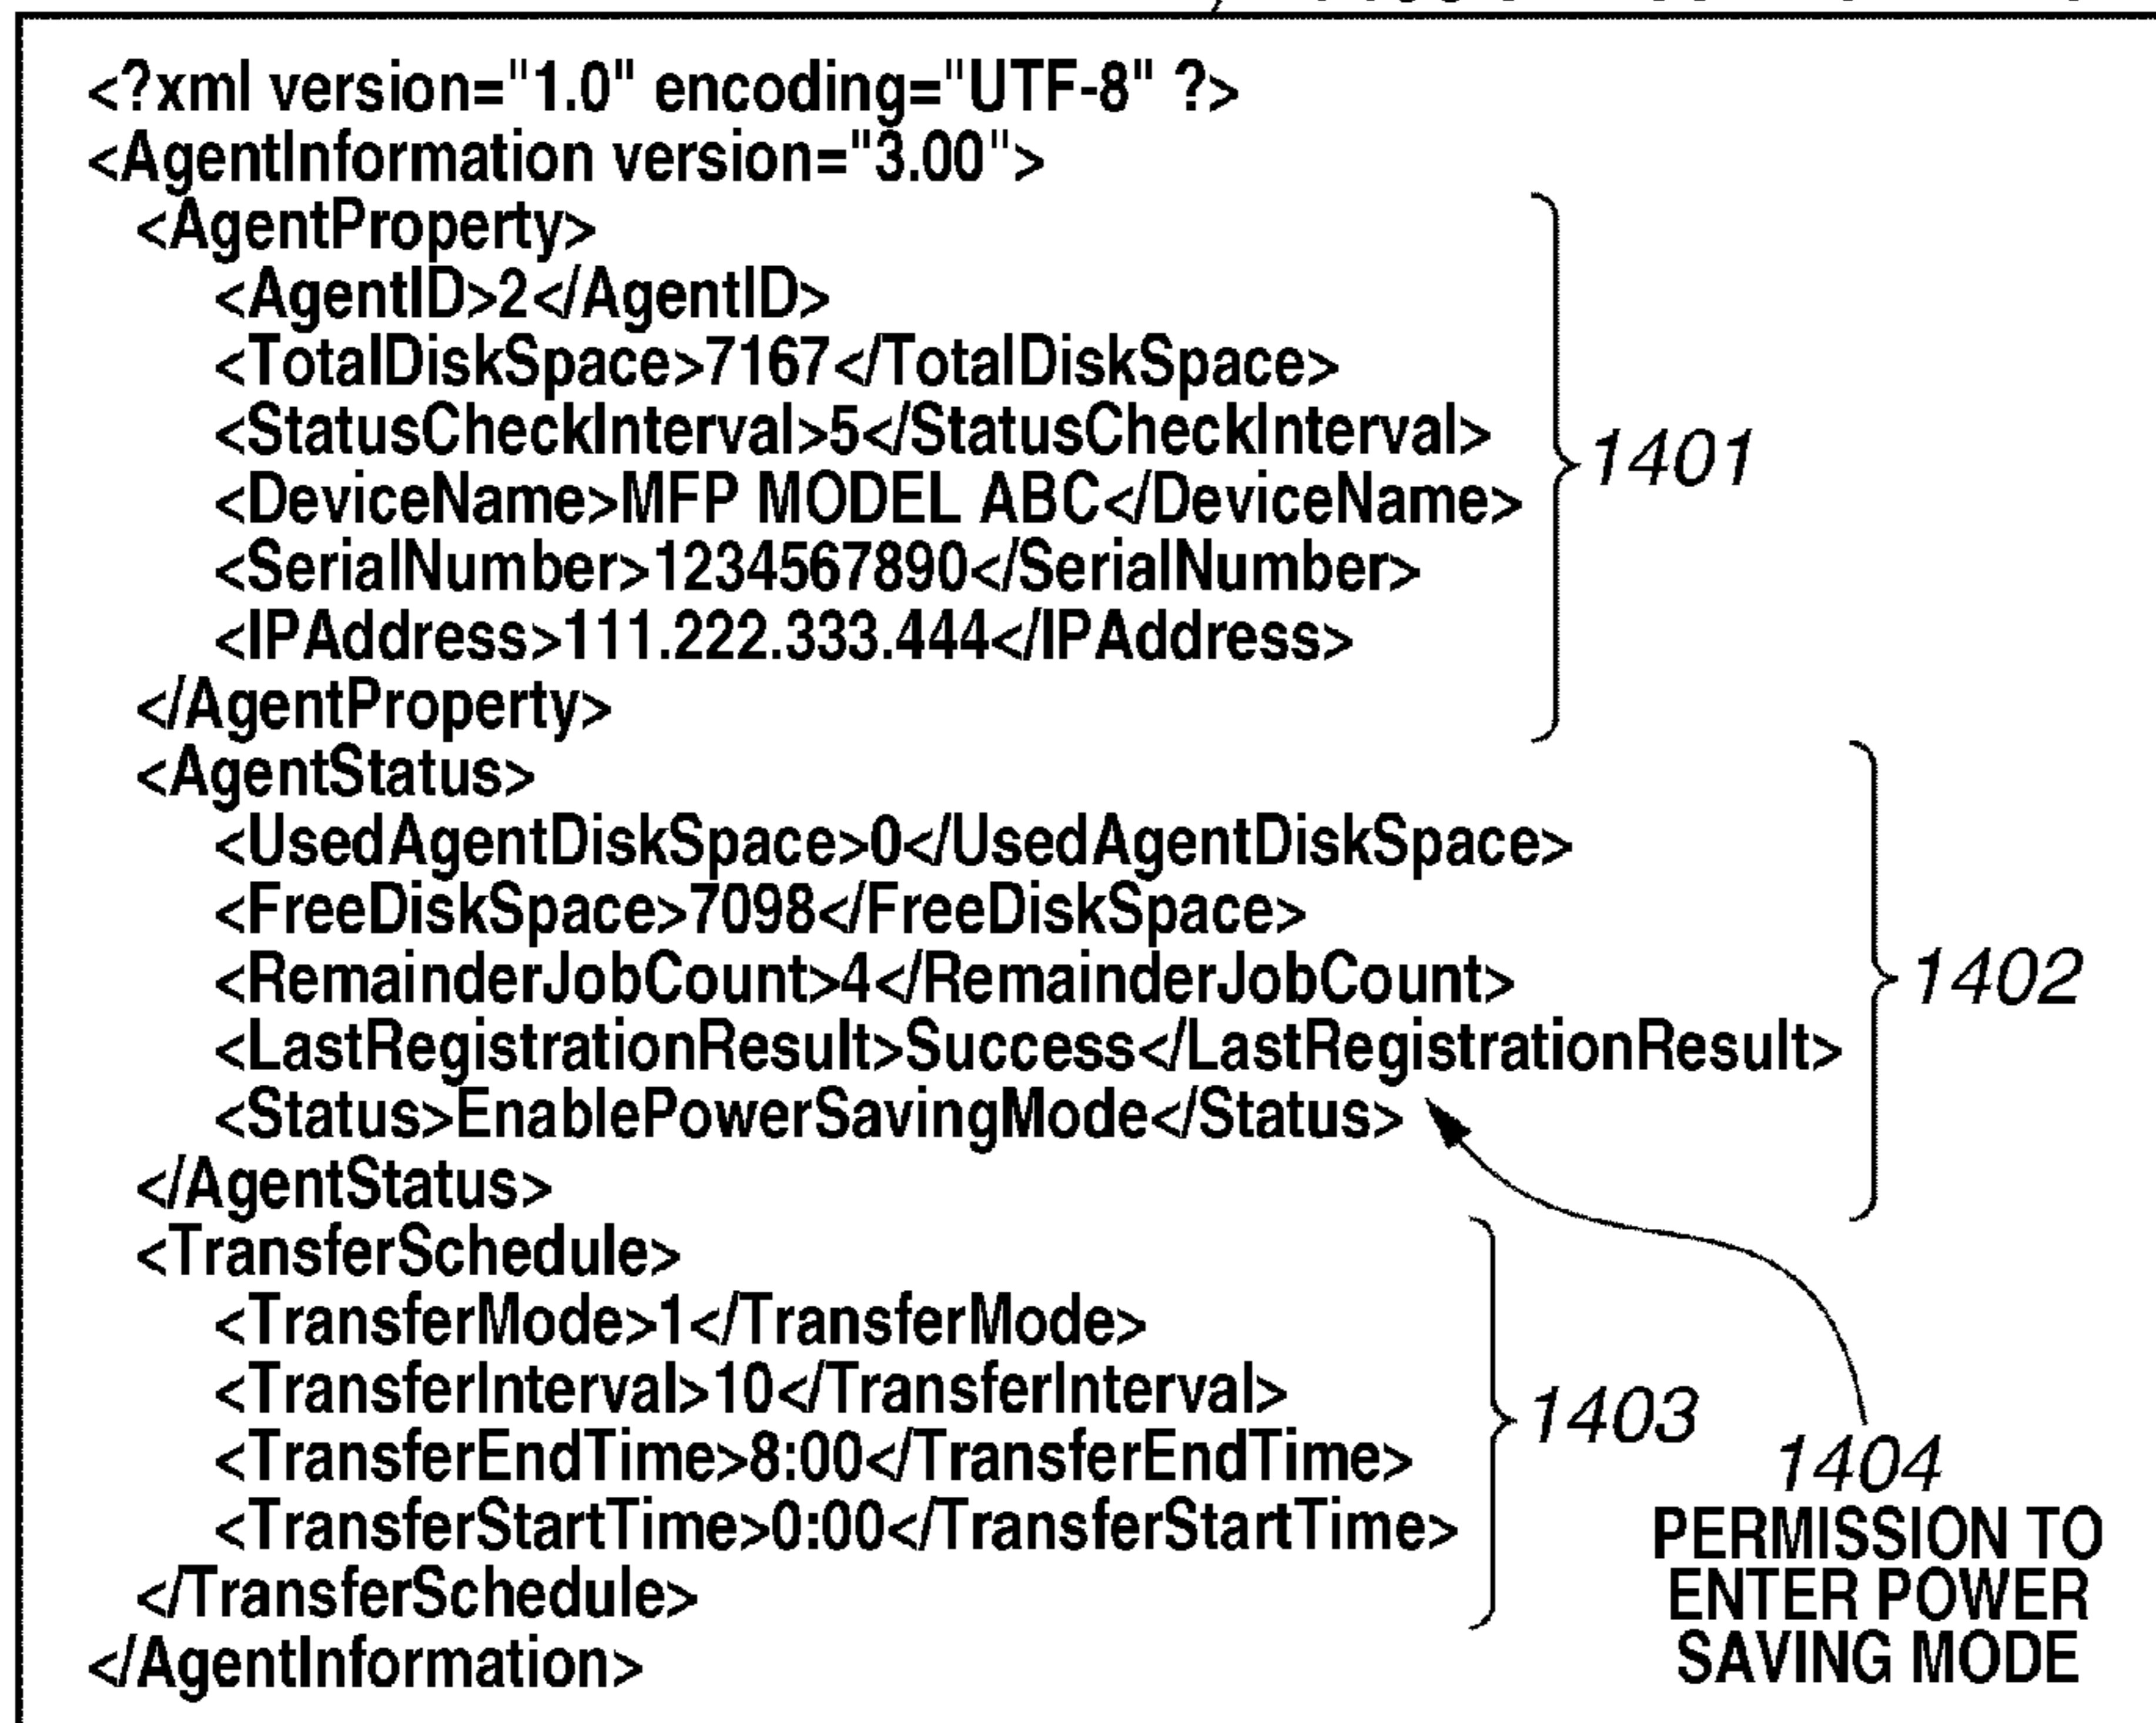 <?xml version="1.0" encoding="UTF-8" ?>
<AgentInformation version="3.00">
<AgentProperty>
<AgentID>2</AgentID>
<TotalDiskSpace>7167</TotalDiskSpace>
<StatusCheckInterval>5</StatusCheckInterval>
<DeviceName>MFP MODEL ABC</DeviceName>
<SerialNumber>1234567890</SerialNumber>
<IPAddress>111.222.333.444</IPAddress>
</AgentProperty>
1401
<AgentStatus>
<UsedAgentDiskSpace>0</UsedAgentDiskSpace>
<FreeDiskSpace>7098</FreeDiskSpace>
<RemainderJobCount>4</RemainderJobCount>
<LastRegistrationResult>Success</LastRegistrationResult>
<Status>EnablePowerSavingMode</Status>
</AgentStatus>
1402
<TransferSchedule>
<TransferMode>1</TransferMode>
<TransferInterval>10</TransferInterval>
<TransferEndTime>8:00</TransferEndTime>
<TransferStartTime>0:00</TransferStartTime>
</TransferSchedule>
1403
</AgentInformation>
1404
PERMISSION TO
ENTER POWER
SAVING MODE